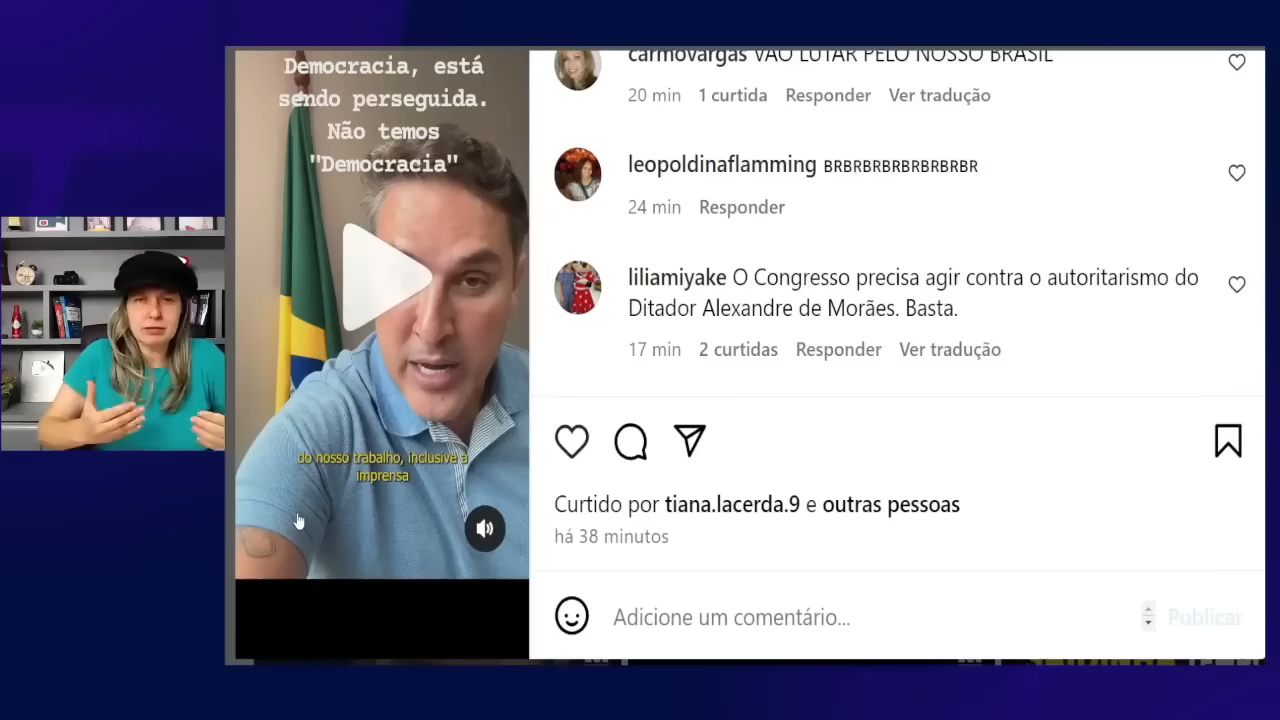 Democracia, está
sendo perseguida.
Não temos
"Democracia"
do nosso trabalho, inclusive a
imprensa
carmovargas VÃO LUTAR PELO NOSSO BRASIL
20 min 1 curtida Responder Ver tradução
leopoldinaflamming BRBRBRBRBRBRBRBR
24 min Responder
liliamiyake O Congresso precisa agir contra o autoritarismo do
Ditador Alexandre de Morães. Basta.
17 min 2 curtidas Responder Ver tradução
Curtido por tiana.lacerda.9 e outras pessoas
há 38 minutos
Adicione um comentário...
Publicar